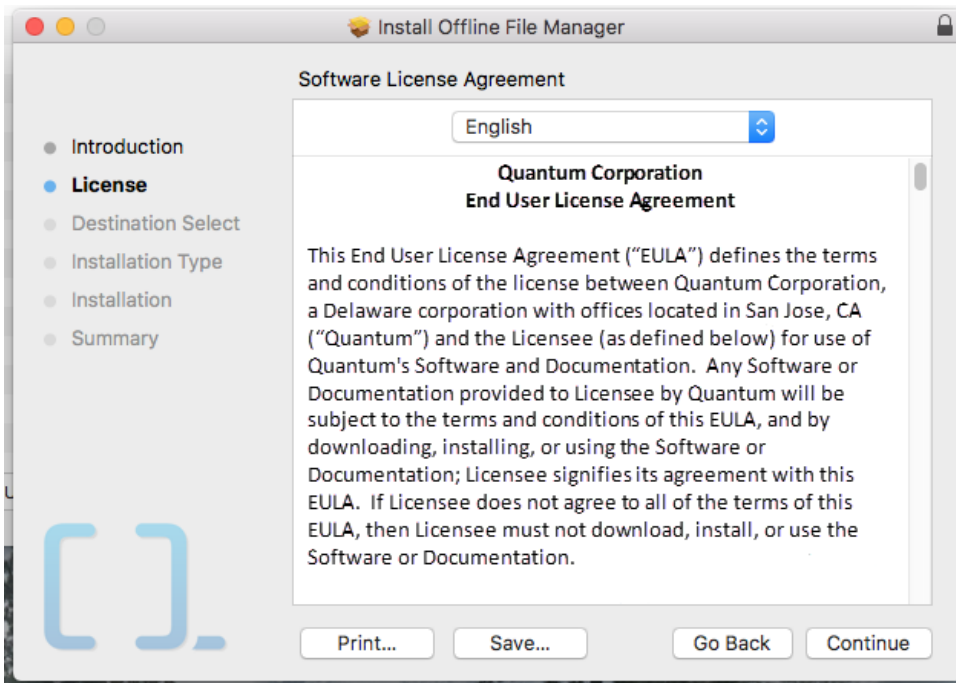 Install Offline File Manager
Software License Agreement
English
Introduction
License
Destination Select
Installation Type
Installation
Summary
Quantum Corporation
End User License Agreement
This End User License Agreement (“EULA”) defines the terms
and conditions of the license between Quantum Corporation,
a Delaware corporation with offices located in San Jose, CA
(“Quantum”) and the Licensee (as defined below) for use of
Quantum's Software and Documentation.  Any Software or
Documentation provided to Licensee by Quantum will be
subject to the terms and conditions of this EULA, and by
downloading, installing, or using the Software or
Documentation; Licensee signifies its agreement with this
EULA.  If Licensee does not agree to all of the terms of this
EULA, then Licensee must not download, install, or use the
Software or Documentation.
Print... Save... Go Back Continue